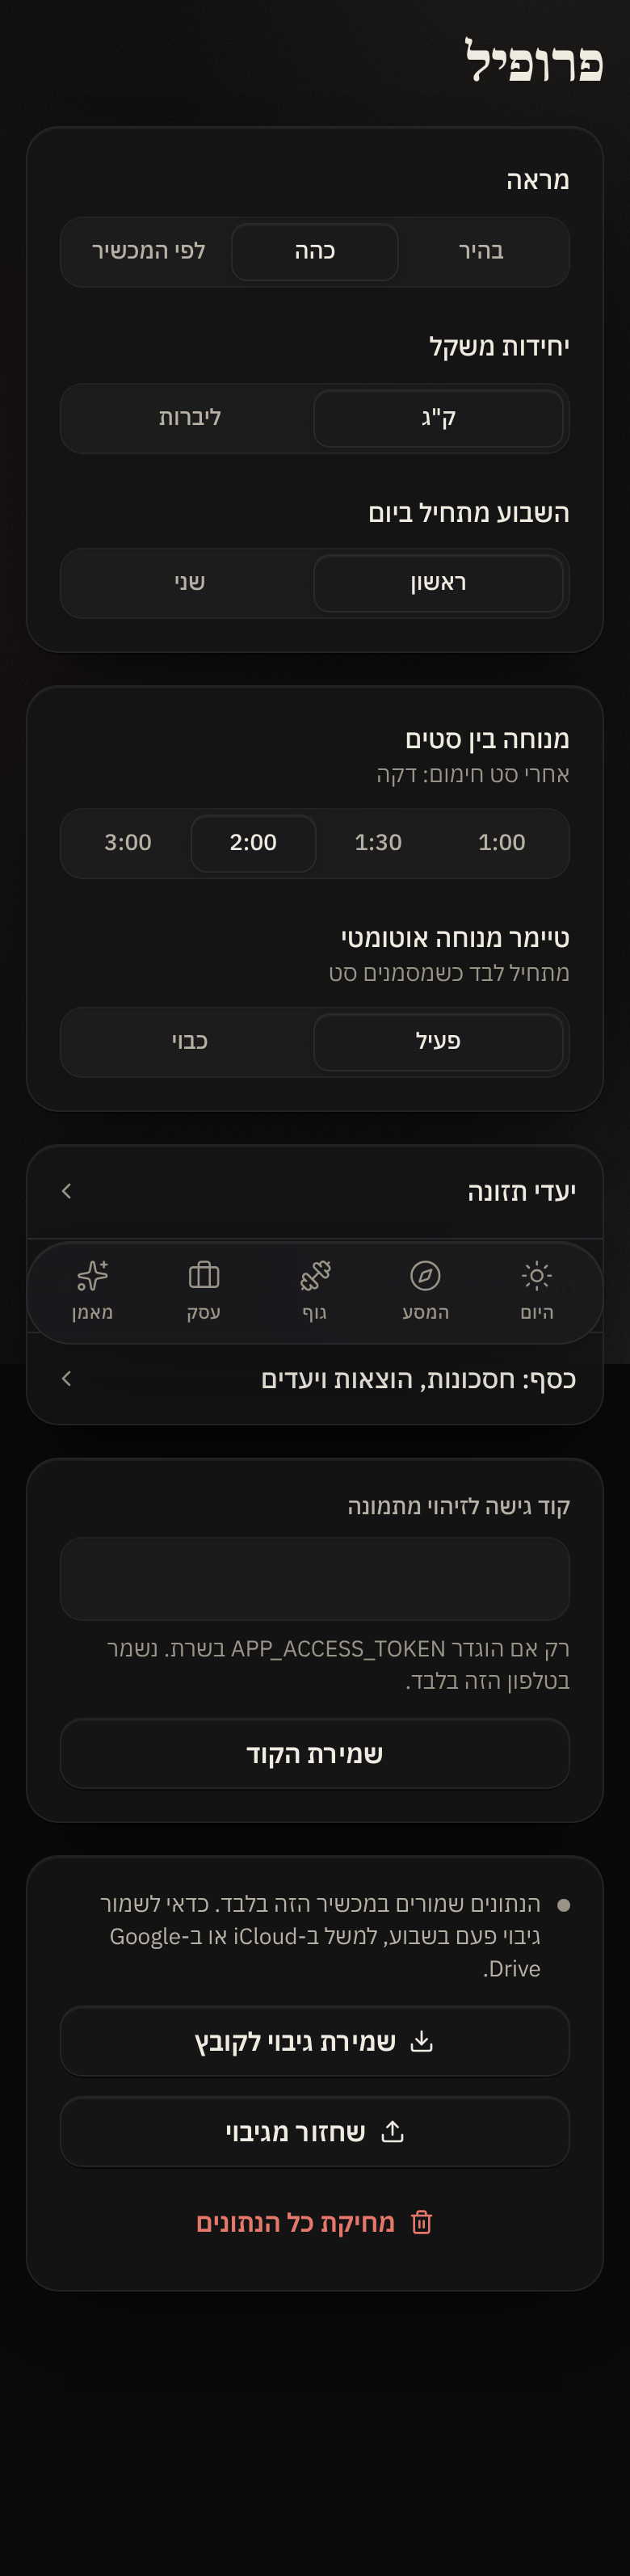 פרופיל
מראה
בהיר
כהה
לפי המכשיר
יחידות משקל
ק"ג
ליברות
השבוע מתחיל ביום
ראשון
שני
מנוחה בין סטים
אחרי סט חימום: דקה
1:00
1:30
2:00
3:00
טיימר מנוחה אוטומטי
מתחיל לבד כשמסמנים סט
פעיל
כבוי
יעדי תזונה
היום
המסע
גוף
עסק
מאמן
כסף: חסכונות, הוצאות ויעדים
קוד גישה לזיהוי מתמונה
רק אם הוגדר APP_ACCESS_TOKEN בשרת. נשמר
בטלפון הזה בלבד.
שמירת הקוד
הנתונים שמורים במכשיר הזה בלבד. כדאי לשמור
גיבוי פעם בשבוע, למשל ב-iCloud או ב-Google
Drive.
שמירת גיבוי לקובץ
שחזור מגיבוי
מחיקת כל הנתונים